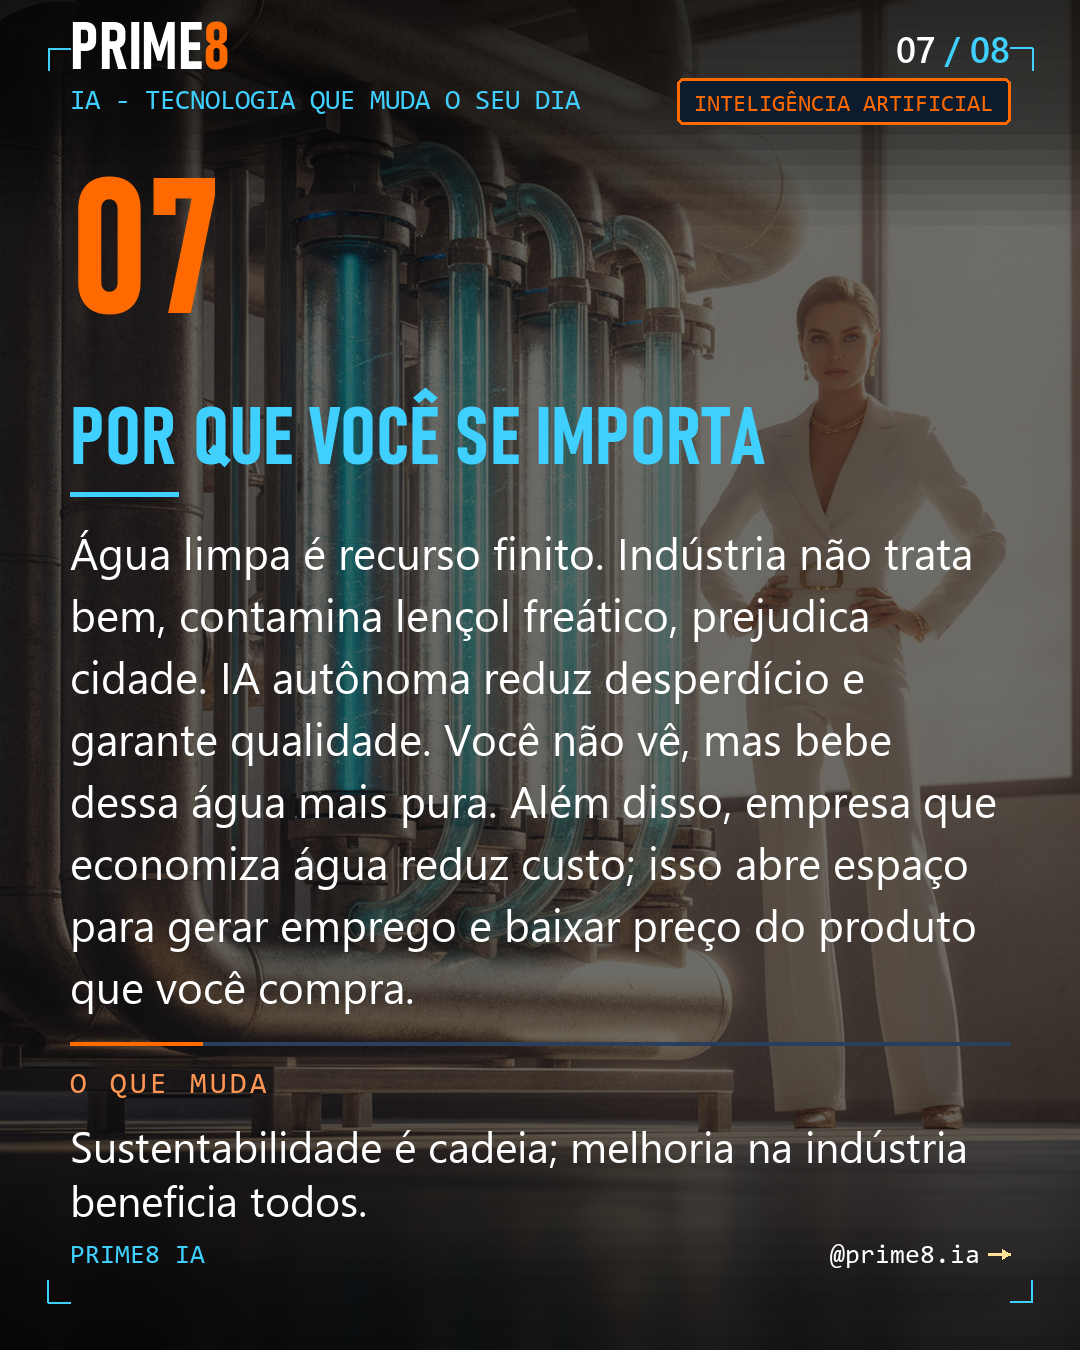 PRIME8
07 / 08
IA - TECNOLOGIA QUE MUDA O SEU DIA
INTELIGÊNCIA ARTIFICIAL
07
POR QUE VOCÊ SE IMPORTA
Água limpa é recurso finito. Indústria não trata
bem, contamina lençol freático, prejudica
cidade. IA autônoma reduz desperdício e
garante qualidade. Você não vê, mas bebe
dessa água mais pura. Além disso, empresa que
economiza água reduz custo; isso abre espaço
para gerar emprego e baixar preço do produto
que você compra.
O QUE MUDA
Sustentabilidade é cadeia; melhoria na indústria
beneficia todos.
PRIME8 IA
@prime8.ia